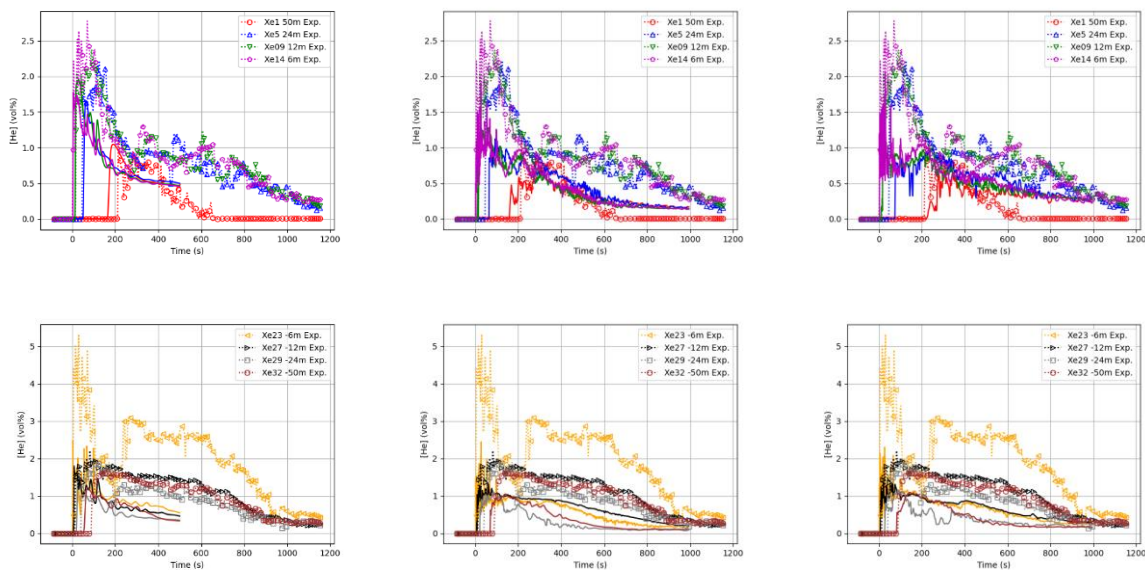 2.5
2.0
1.5
1.0
0.5
0.0
[He] (vol%)
0 200 400 600 800 1000 1200
Time (s)
Xe1 50m Exp.
Xe5 24m Exp.
Xe09 12m Exp.
Xe14 6m Exp.
2.5
2.0
1.5
1.0
0.5
0.0
[He] (vol%)
0 200 400 600 800 1000 1200
Time (s)
Xe1 50m Exp.
Xe5 24m Exp.
Xe09 12m Exp.
Xe14 6m Exp.
2.5
2.0
1.5
1.0
0.5
0.0
[He] (vol%)
0 200 400 600 800 1000 1200
Time (s)
Xe1 50m Exp.
Xe5 24m Exp.
Xe09 12m Exp.
Xe14 6m Exp.
5
4
3
2
1
0
[He] (vol%)
0 200 400 600 800 1000 1200
Time (s)
Xe23 -6m Exp.
Xe27 -12m Exp.
Xe29 -24m Exp.
Xe32 -50m Exp.
5
4
3
2
1
0
[He] (vol%)
0 200 400 600 800 1000 1200
Time (s)
Xe23 -6m Exp.
Xe27 -12m Exp.
Xe29 -24m Exp.
Xe32 -50m Exp.
5
4
3
2
1
0
[He] (vol%)
0 200 400 600 800 1000 1200
Time (s)
Xe23 -6m Exp.
Xe27 -12m Exp.
Xe29 -24m Exp.
Xe32 -50m Exp.